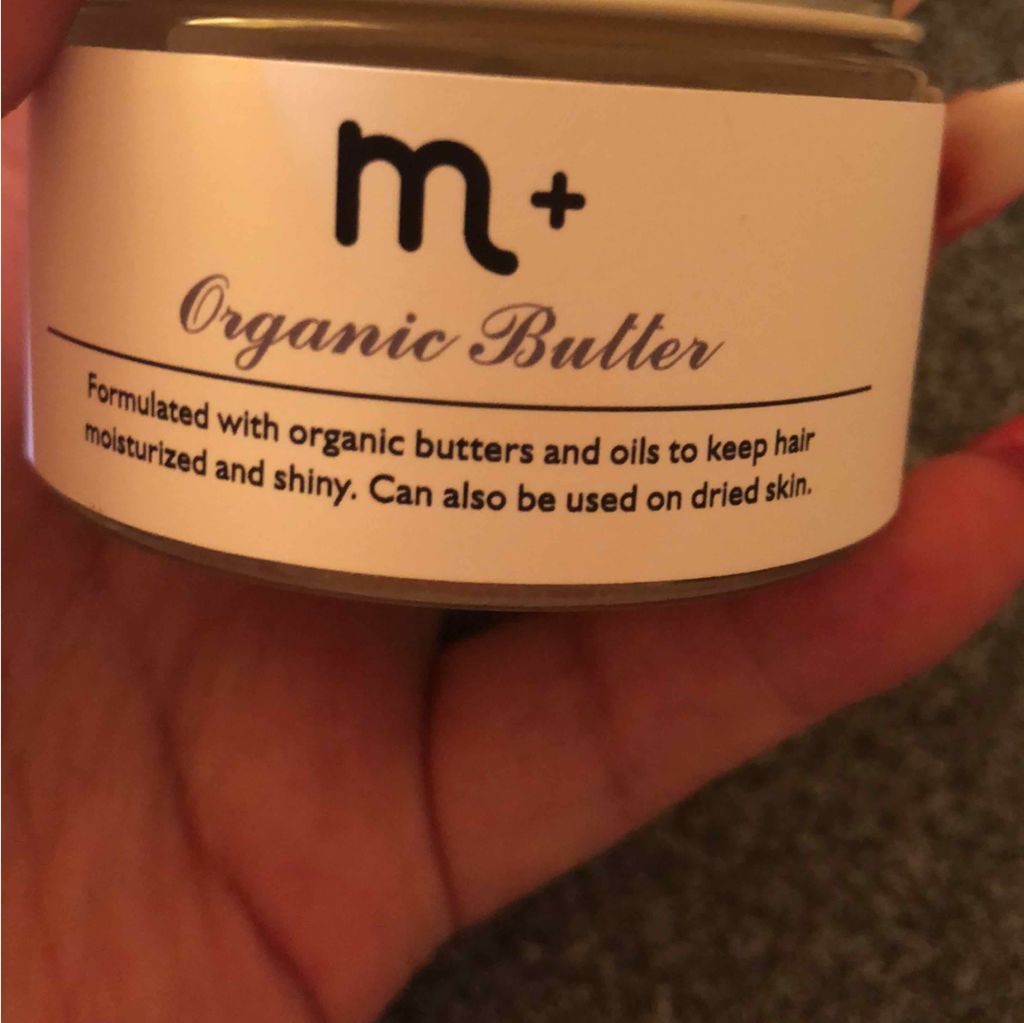 m+
Organic Butter
Formulated with organic butters and oils to keep hair
moisturized and shiny. Can also be used on dried skin.